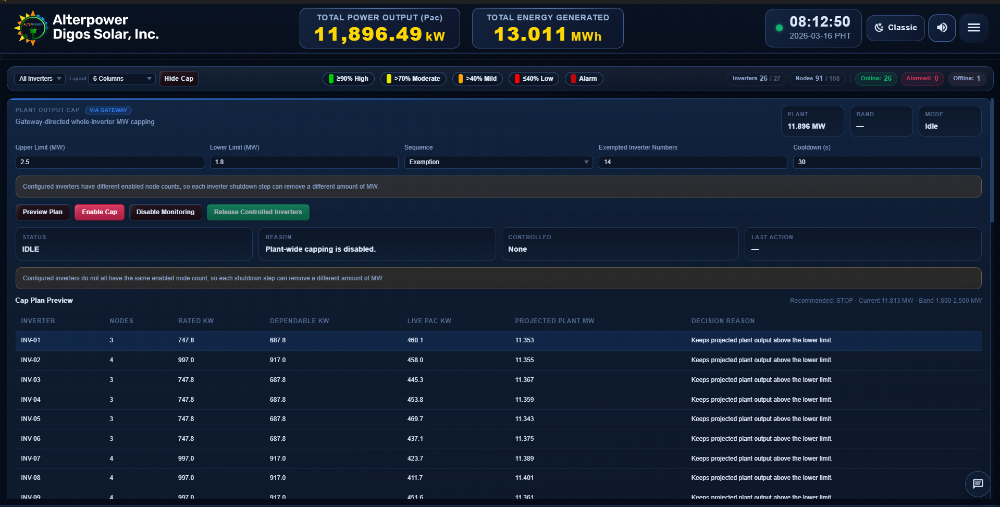 ALTERPOWER
Alterpower
Digos Solar, Inc.
TOTAL POWER OUTPUT (Pac)
11,896.49 kW
TOTAL ENERGY GENERATED
13.011 MWh
08:12:50
2026-03-16 PHT
Classic
All Inverters
Layout
6 Columns
Hide Cap
≥90% High
>70% Moderate
>40% Mild
≤40% Low
Alarm
Inverters 26 / 27
Nodes 91 / 108
Online: 26
Alarmed: 0
Offline: 1
PLANT OUTPUT CAP VIA GATEWAY
Gateway-directed whole-inverter MW capping
PLANT
11.896 MW
BAND
—
MODE
Idle
Upper Limit (MW)
2.5
Lower Limit (MW)
1.8
Sequence
Exemption
Exempted Inverter Numbers
14
Cooldown (s)
30
Configured inverters have different enabled node counts, so each inverter shutdown step can remove a different amount of MW.
Preview Plan
Enable Cap
Disable Monitoring
Release Controlled Inverters
STATUS
IDLE
REASON
Plant-wide capping is disabled.
CONTROLLED
None
LAST ACTION
—
Configured inverters do not all have the same enabled node count, so each shutdown step can remove a different amount of MW.
Cap Plan Preview
Recommended: STOP · Current 11.813 MW · Band 1.800-2.500 MW
INVERTER NODES RATED KW DEPENDABLE KW LIVE PAC KW PROJECTED PLANT MW DECISION REASON
INV-01 3 747.8 687.8 460.1 11.353 Keeps projected plant output above the lower limit.
INV-02 4 997.0 917.0 458.0 11.355 Keeps projected plant output above the lower limit.
INV-03 3 747.8 687.8 445.3 11.367 Keeps projected plant output above the lower limit.
INV-04 3 747.8 687.8 453.8 11.359 Keeps projected plant output above the lower limit.
INV-05 3 747.8 687.8 469.7 11.343 Keeps projected plant output above the lower limit.
INV-06 3 747.8 687.8 437.1 11.375 Keeps projected plant output above the lower limit.
INV-07 4 997.0 917.0 423.7 11.389 Keeps projected plant output above the lower limit.
INV-08 4 997.0 917.0 411.7 11.401 Keeps projected plant output above the lower limit.
INV-09 4 997.0 917.0 451.6 11.361 Keeps projected plant output above the lower limit.